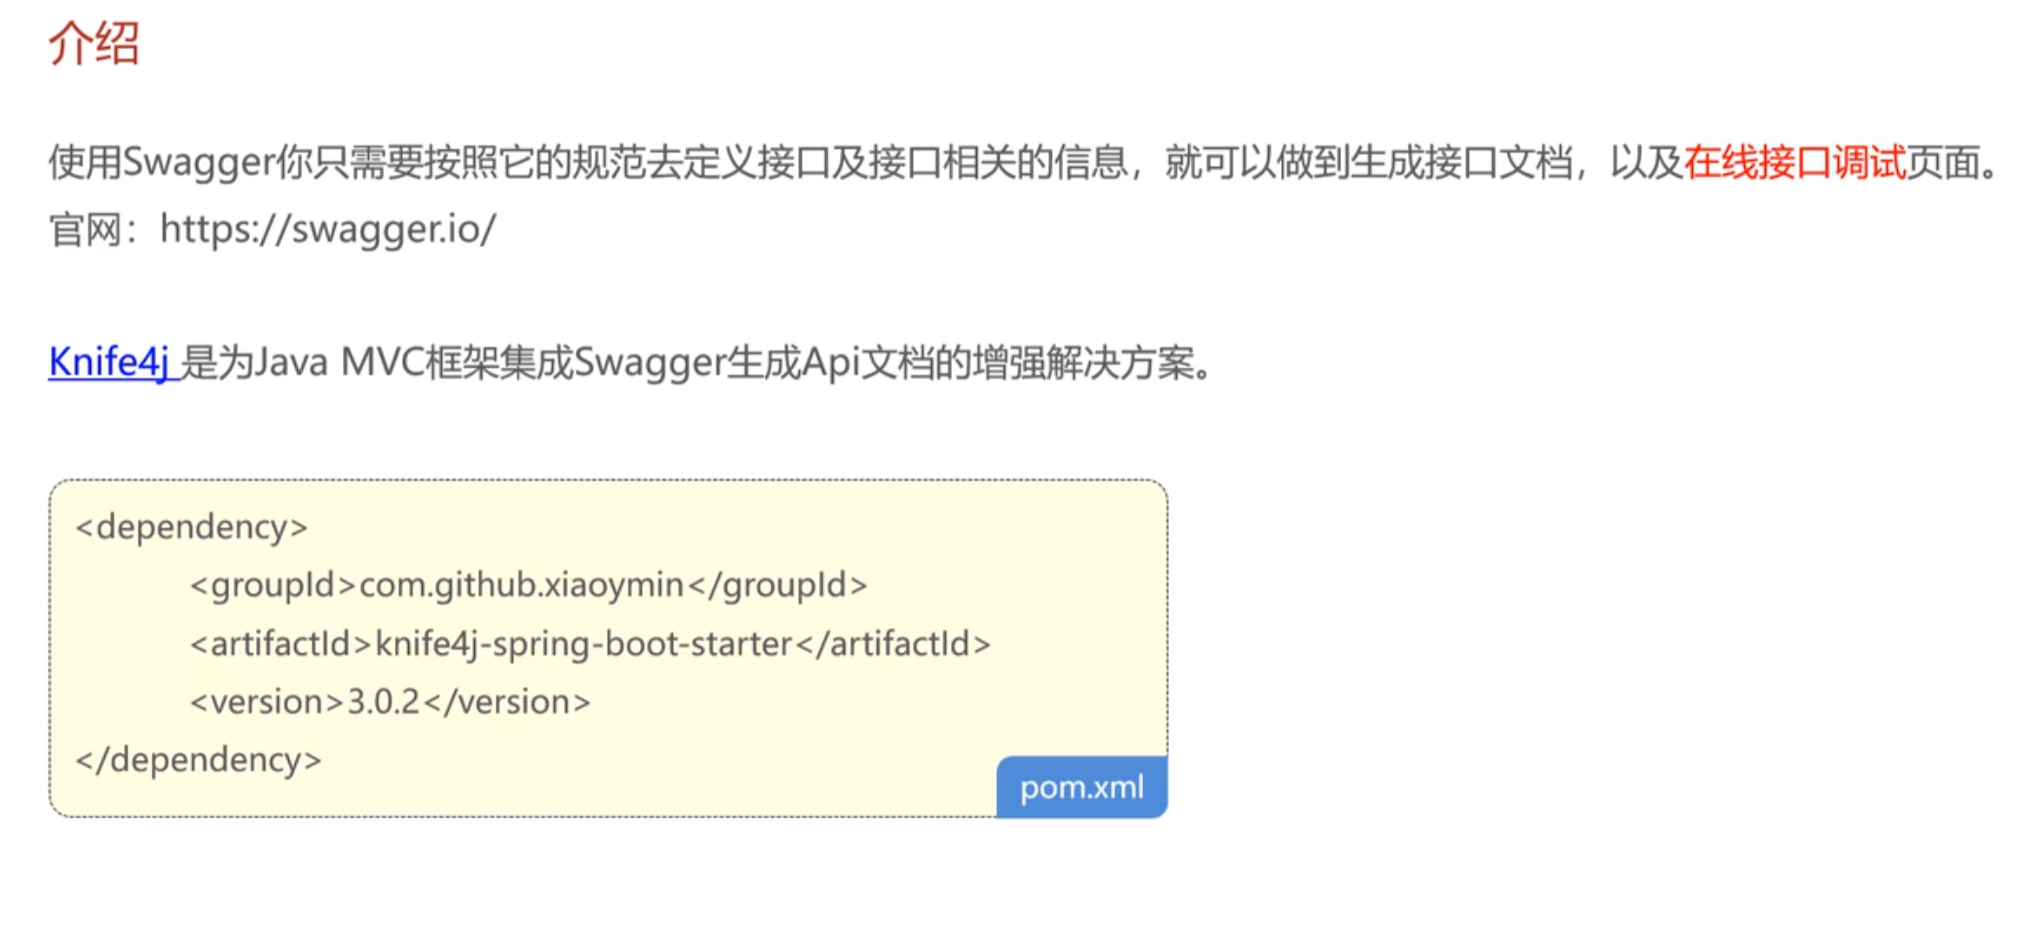 介绍
使用Swagger你只需要按照它的规范去定义接口及接口相关的信息，就可以做到生成接口文档，以及在线接口调试页面。
官网：https://swagger.io/
Knife4j 是为Java MVC框架集成Swagger生成Api文档的增强解决方案。
<dependency>
<groupId>com.github.xiaoymin</groupId>
<artifactId>knife4j-spring-boot-starter</artifactId>
<version>3.0.2</version>
</dependency>
pom.xml